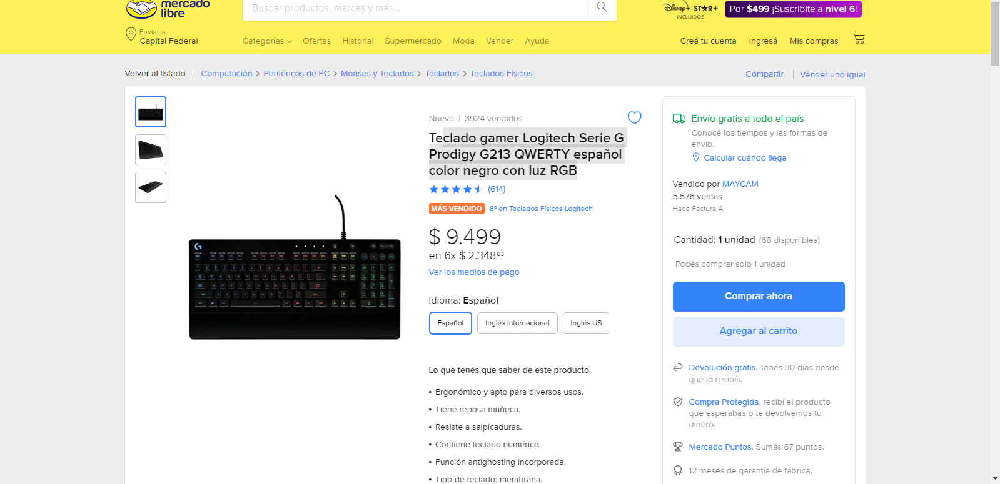 mercado
libre
Buscar productos, marcas y más...
Disney+ STAR+
INCLUIDOS
Por $499 ¡Suscribite a nivel 6!
Enviar a
Capital Federal
Categorías
Ofertas
Historial
Supermercado
Moda
Vender
Ayuda
Creá tu cuenta
Ingresá
Mis compras
Volver al listado | Computación > Periféricos de PC > Mouses y Teclados > Teclados > Teclados Físicos
Compartir | Vender uno igual
Nuevo | 3924 vendidos
Teclado gamer Logitech Serie G
Prodigy G213 QWERTY español
color negro con luz RGB
(614)
MÁS VENDIDO 8º en Teclados Físicos Logitech
$ 9.499
en 6x $ 2.348 63
Ver los medios de pago
Idioma: Español
Español
Inglés Internacional
Inglés US
Lo que tenés que saber de este producto
• Ergonómico y apto para diversos usos.
• Tiene reposa muñeca.
• Resiste a salpicaduras.
• Contiene teclado numérico.
• Función antighosting incorporada.
• Tipo de teclado: membrana.
Envío gratis a todo el país
Conocé los tiempos y las formas de
envío.
Calcular cuándo llega
Vendido por MAYCAM
5.576 ventas
Hace Factura A
Cantidad: 1 unidad (68 disponibles)
Podés comprar solo 1 unidad
Comprar ahora
Agregar al carrito
Devolución gratis. Tenés 30 días desde
que lo recibís.
Compra Protegida, recibí el producto
que esperabas o te devolvemos tu
dinero.
Mercado Puntos. Sumás 67 puntos.
12 meses de garantía de fábrica.